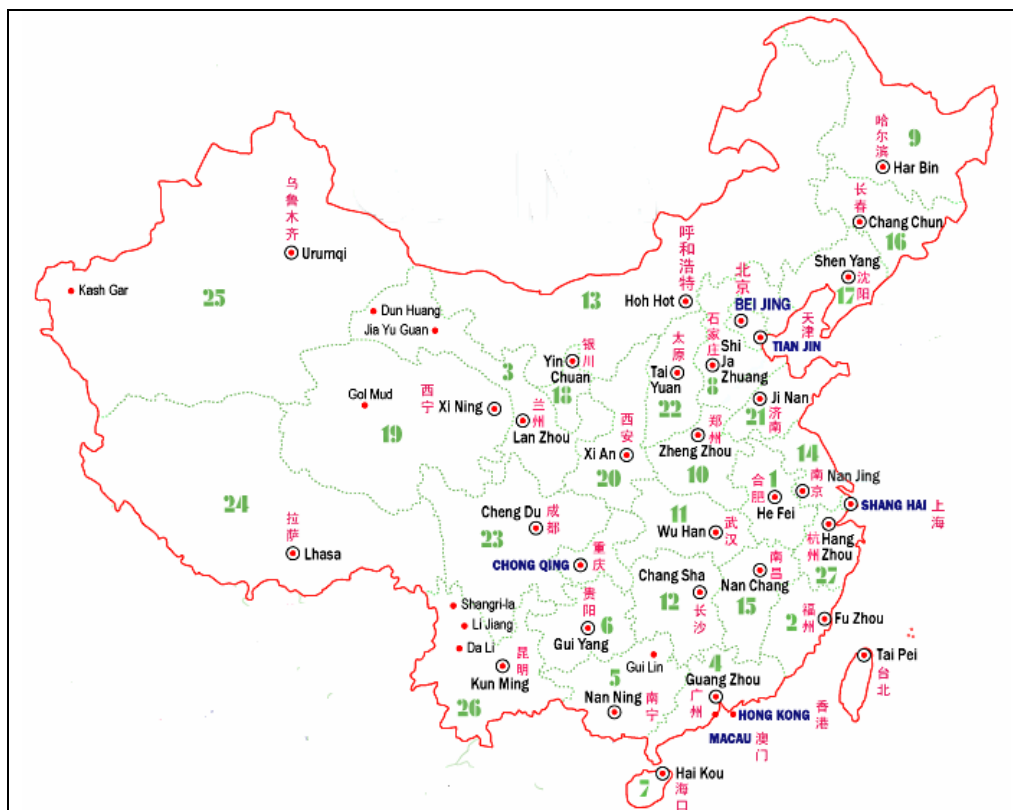 哈尔滨
9
Har Bin
长春
Chang Chun
16
乌鲁木齐
Urumqi
呼和浩特
Hoh Hot
13
Shen Yang
沈阳
17
北京
BEI JING
天津
TIAN JIN
Kash Gar
25
Dun Huang
Jia Yu Guan
石家庄
Shi
Ja
Zhuang
8
太原
Tai
Yuan
22
银川
Yin
Chuan
18
3
Gol Mud
西宁
Xi Ning
19
兰州
Lan Zhou
Ji Nan
济南
21
西安
Xi An
20
郑州
Zheng Zhou
10
14
南京
Nan Jing
合肥
1
He Fei
SHANG HAI
上海
24
拉萨
Lhasa
Cheng Du
成都
23
11
Wu Han
武汉
杭州
Hang
Zhou
27
CHONG QING
重庆
Chang Sha
12
长沙
南昌
Nan Chang
15
贵阳
6
Gui Yang
2
福州
Fu Zhou
Shangri-la
Li Jiang
Da Li
昆明
Kun Ming
26
Gui Lin
5
Nan Ning
南宁
4
Guang Zhou
广州
Tai Pei
台北
HONG KONG
香港
MACAU
澳门
7
Hai Kou
海口